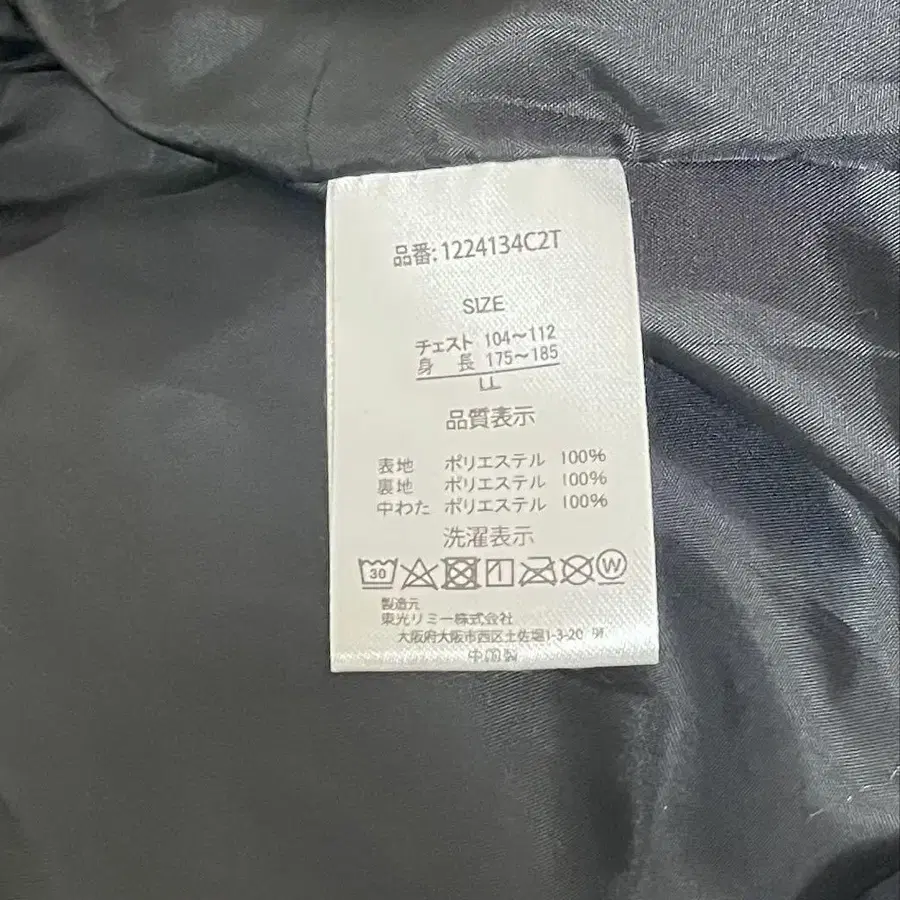 品番:1224134C2T
SIZE
チェスト 104～112
身 長 175～185
LL
品質表示
表地 ポリエステル 100%
裏地 ポリエステル 100%
中わた ポリエステル 100%
洗濯表示
30 W
製造元
東光リミー株式会社
大阪府大阪市西区土佐堀1-3-20
中国製